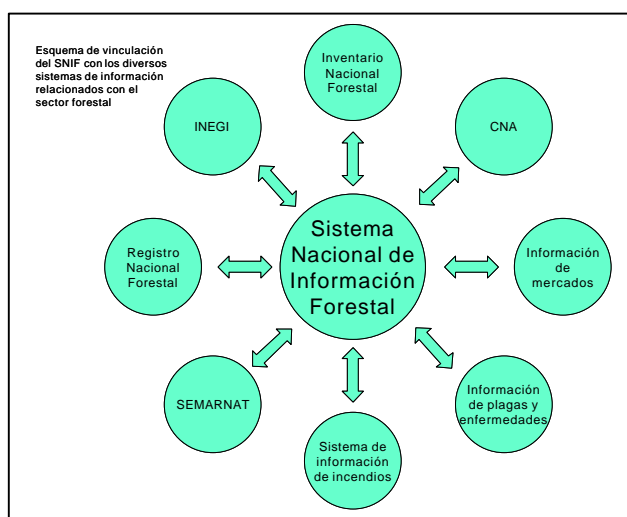 Esquema de vinculación
del SNIF con los diversos
sistemas de información
relacionados con el
sector forestal
Inventario
Nacional
Forestal
INEGI
CNA
Sistema
Nacional de
Información
Forestal
Registro
Nacional
Forestal
Información
de
mercados
SEMARNAT
Información
de plagas y
enfermedades
Sistema de
información
de incendios